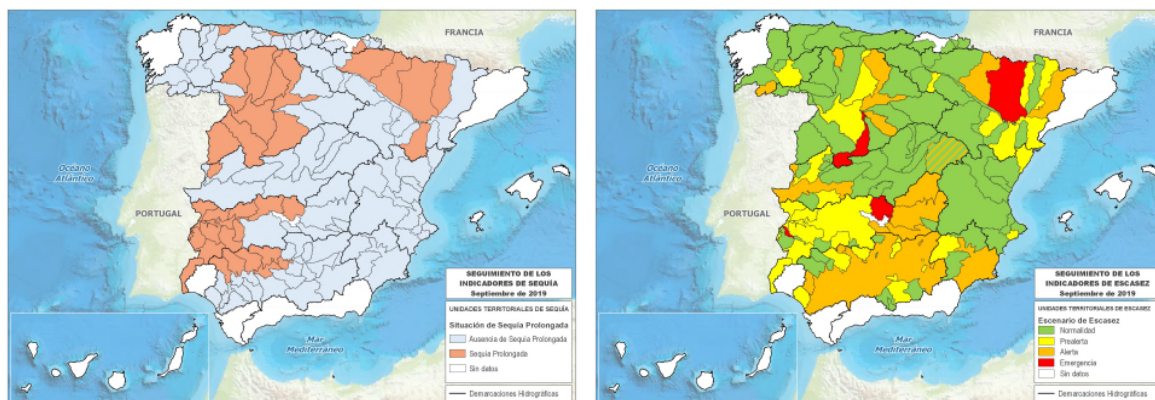 FRANCIA
Océano
Atlántico
PORTUGAL
Mar
Mediterráneo
SEGUIMIENTO DE LOS
INDICADORES DE SEQUÍA
Septiembre de 2019
UNIDADES TERRITORIALES DE SEQUÍA
Situación de Sequía Prolongada
Ausencia de Sequía Prolongada
Sequía Prolongada
Sin datos
Demarcaciones Hidrográficas
FRANCIA
Océano
Atlántico
PORTUGAL
Mar
Mediterráneo
SEGUIMIENTO DE LOS
INDICADORES DE ESCASEZ
Septiembre de 2019
UNIDADES TERRITORIALES DE ESCASEZ
Escenario de Escasez
Normalidad
Prealerta
Alerta
Emergencia
Sin datos
Demarcaciones Hidrográficas